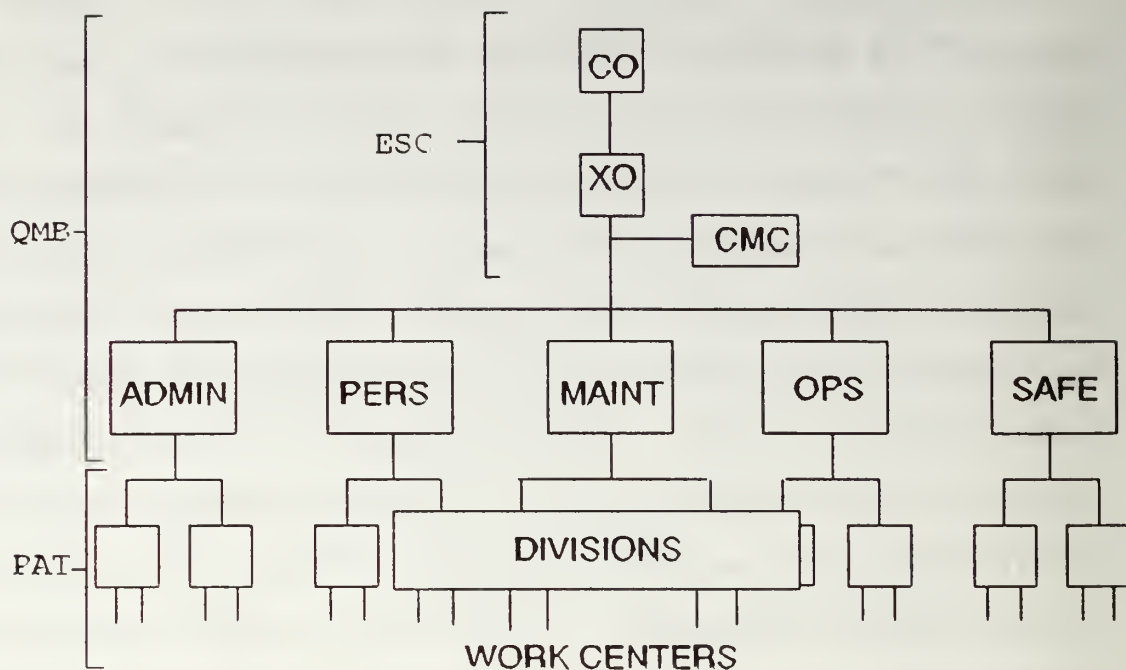 CO
ESC
XO
QMB
CMC
ADMIN PERS MAINT OPS SAFE
PAT
DIVISIONS
WORK CENTERS